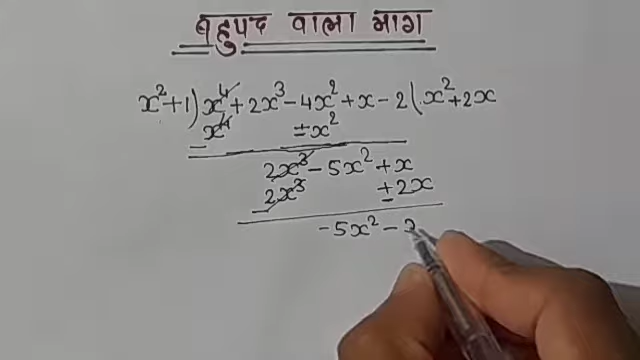 बहुपद वाला भाग
x² + 1) x⁴ + 2x³ - 4x² + x - 2 ( x² + 2x
x⁴ ± x²
-
2x³ - 5x² + x
2x³ ± 2x
-
- 5x² -